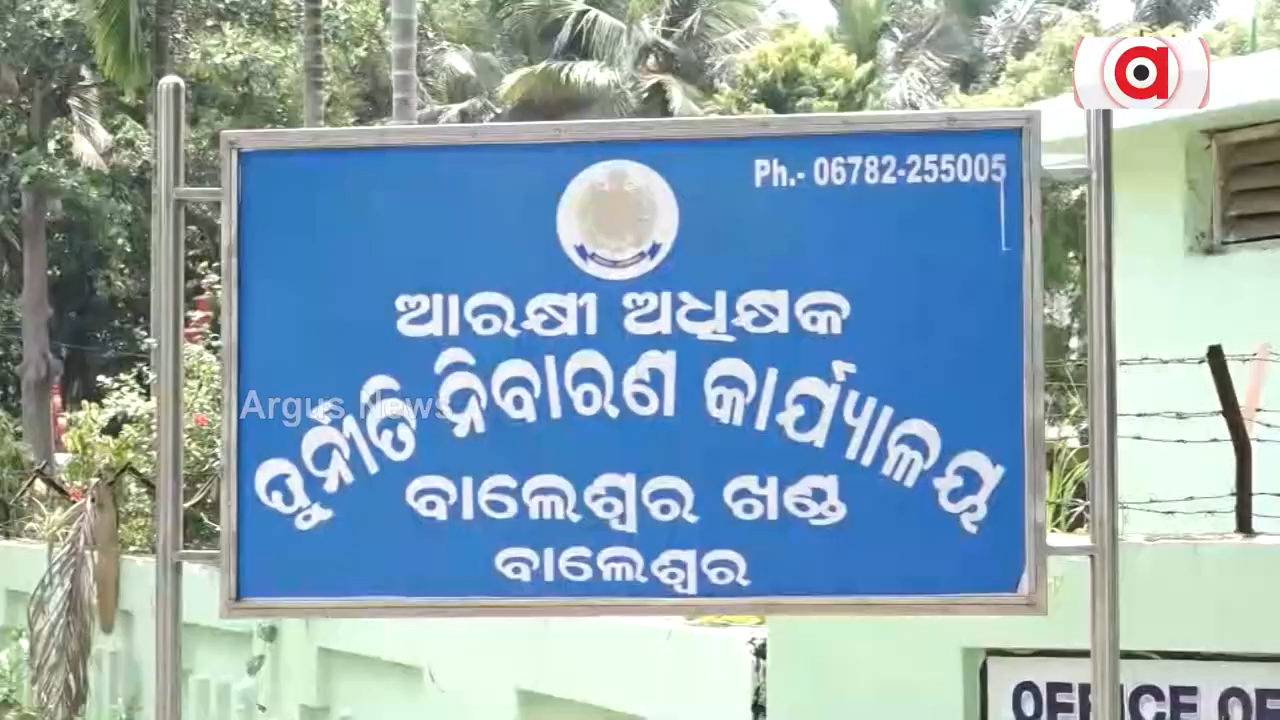 Ph.- 06782-255005
ଆରକ୍ଷୀ ଅଧିକ୍ଷକ
ଦୁର୍ନୀତି ନିବାରଣ କାର୍ଯ୍ୟାଳୟ
ବାଲେଶ୍ୱର ଖଣ୍ଡ
ବାଲେଶ୍ୱର
Argus News
OFFICE OF